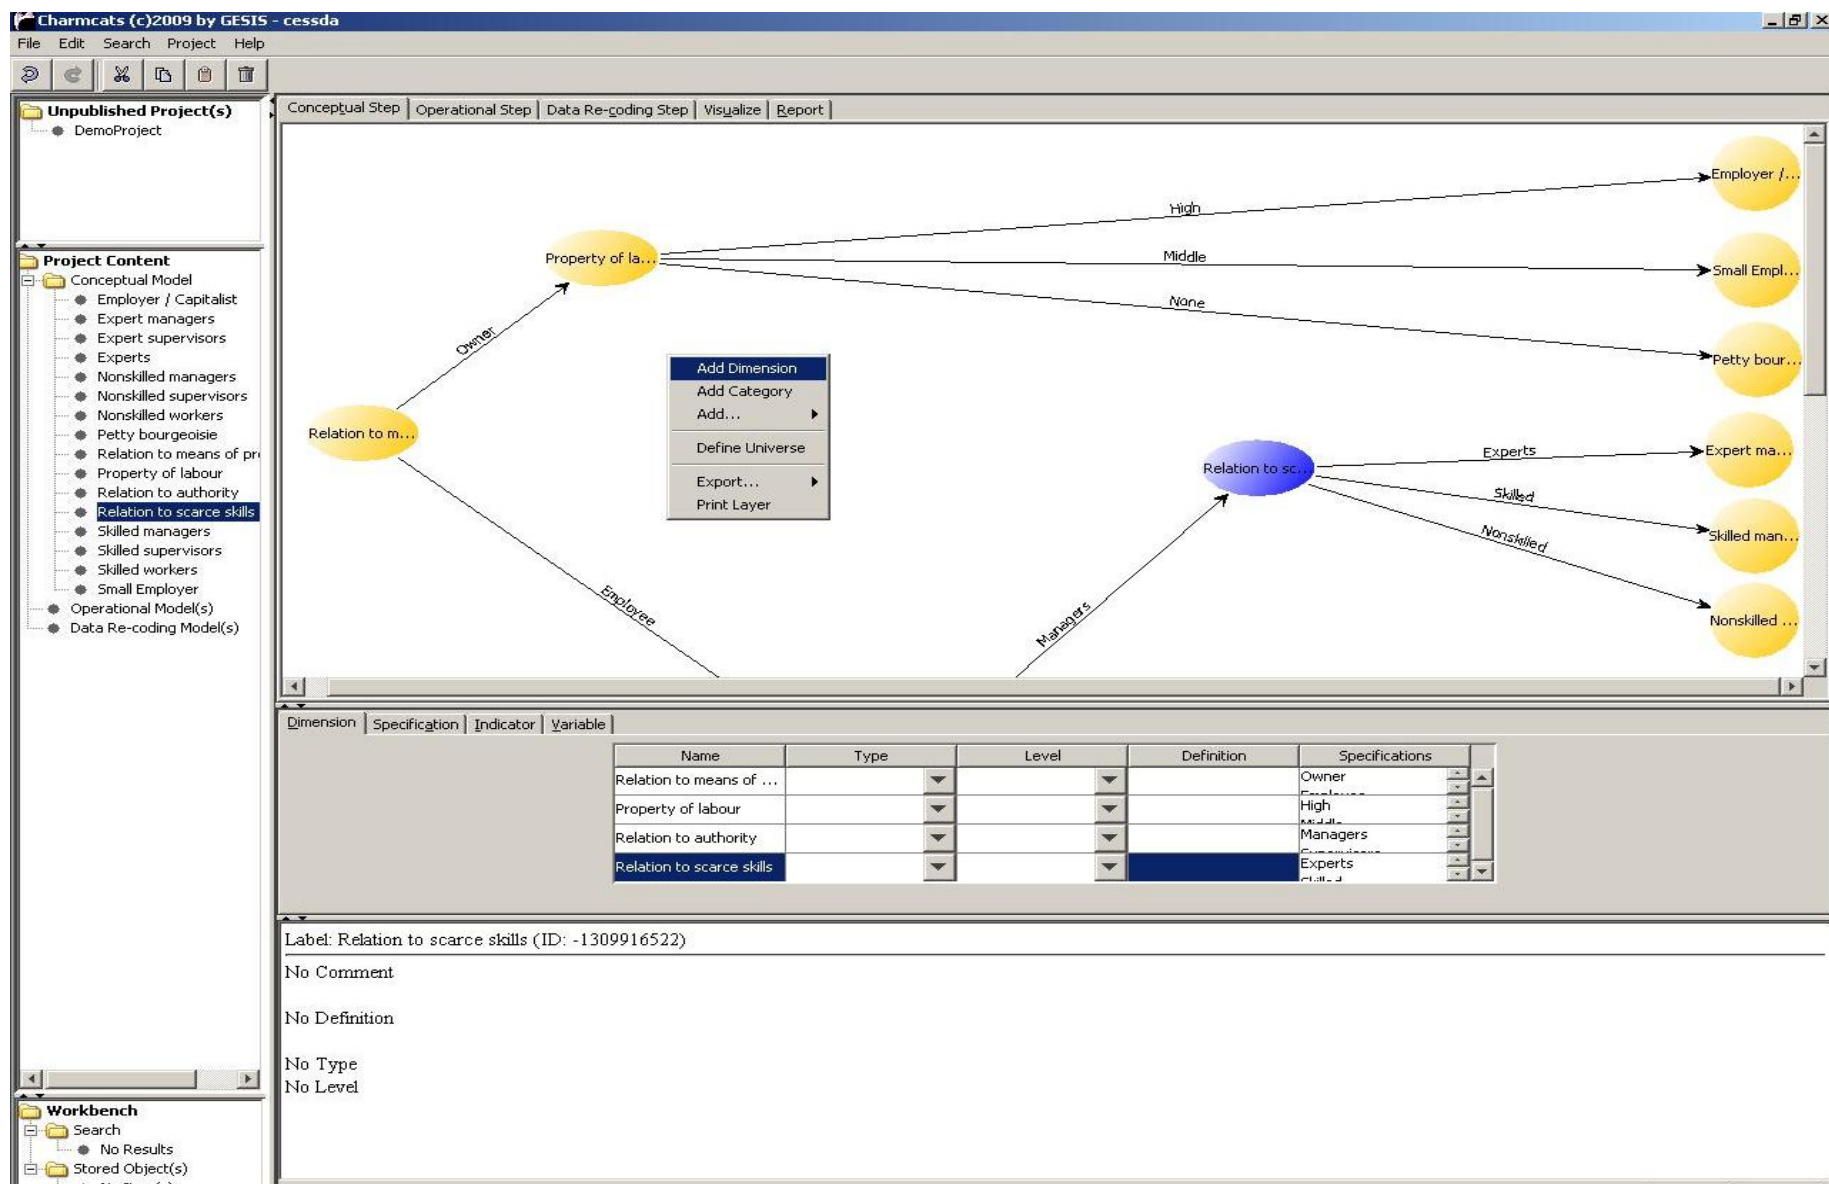 Charmcats (c)2009 by GESIS - cessda
File Edit Search Project Help
Unpublished Project(s)
DemoProject
Project Content
Conceptual Model
Employer / Capitalist
Expert managers
Expert supervisors
Experts
Nonskilled managers
Nonskilled supervisors
Nonskilled workers
Petty bourgeoisie
Relation to means of pr
Property of labour
Relation to authority
Relation to scarce skills
Skilled managers
Skilled supervisors
Skilled workers
Small Employer
Operational Model(s)
Data Re-coding Model(s)
Workbench
Search
No Results
Stored Object(s)
Conceptual Step Operational Step Data Re-coding Step Visualize Report
Employer /...
High
Property of la...
Middle
Small Empl...
None
Owner
Petty bour...
Add Dimension
Add Category
Add...
Define Universe
Export...
Print Layer
Relation to m...
Relation to sc...
Experts
Expert ma...
Skilled
Skilled man...
Nonskilled
Nonskilled ...
Employee
Managers
Dimension Specification Indicator Variable
Name Type Level Definition Specifications
Relation to means of ... Owner
Employee
Property of labour High
Middle
Relation to authority Managers
Supervisors
Relation to scarce skills Experts
Skilled
Label: Relation to scarce skills (ID: -1309916522)
No Comment
No Definition
No Type
No Level